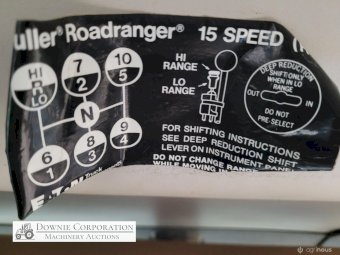 uller® Roadranger® 15 SPEED
HI
LO
7
2
10
5
N
6
1
8
3
9
4
HI
RANGE
LO
RANGE
DEEP REDUCTION
SHIFT ONLY
WHEN IN LO
RANGE
OUT
IN
DO NOT
PRE-SELECT
FOR SHIFTING INSTRUCTIONS
SEE DEEP REDUCTION SHIFT
LEVER ON INSTRUMENT PANEL
DO NOT CHANGE RANGE
WHILE MOVING IN
DOWNIE CORPORATION
MACHINERY AUCTIONS
agrinous